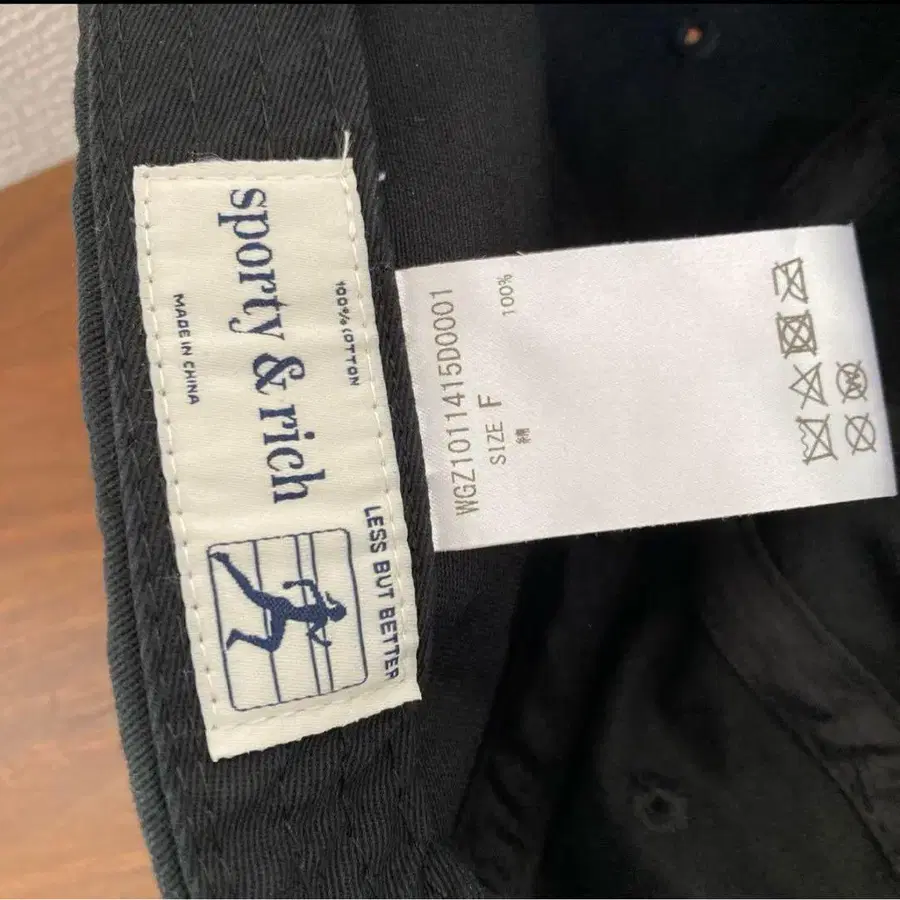 100% COTTON
sporty & rich
MADE IN CHINA
LESS BUT BETTER
WGZ1011415D0001
SIZE F
綿 100%